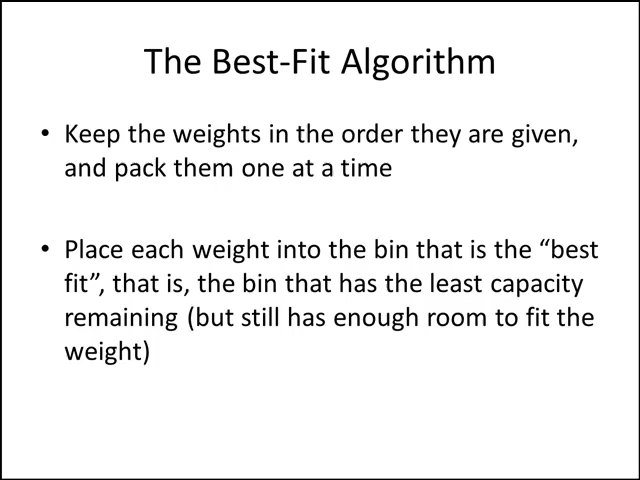 The Best-Fit Algorithm
• Keep the weights in the order they are given,
and pack them one at a time
• Place each weight into the bin that is the “best
fit”, that is, the bin that has the least capacity
remaining (but still has enough room to fit the
weight)